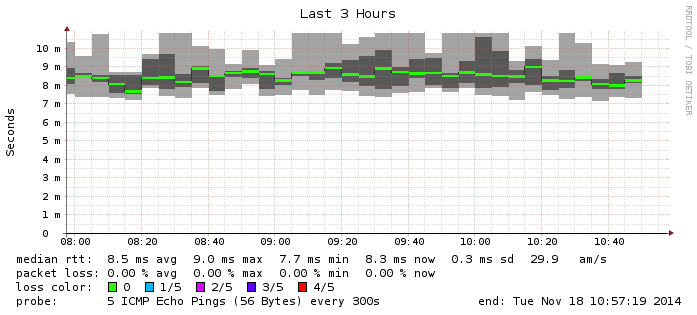 Last 3 Hours
RRDTOOL / TOBI OETIKER
Seconds
10 m
9 m
8 m
7 m
6 m
5 m
4 m
3 m
2 m
1 m
0
08:00 08:20 08:40 09:00 09:20 09:40 10:00 10:20 10:40
median rtt: 8.5 ms avg 9.0 ms max 7.7 ms min 8.3 ms now 0.3 ms sd 29.9 am/s
packet loss: 0.00 % avg 0.00 % max 0.00 % min 0.00 % now
loss color: 0 1/5 2/5 3/5 4/5
probe: 5 ICMP Echo Pings (56 Bytes) every 300s end: Tue Nov 18 10:57:19 2014